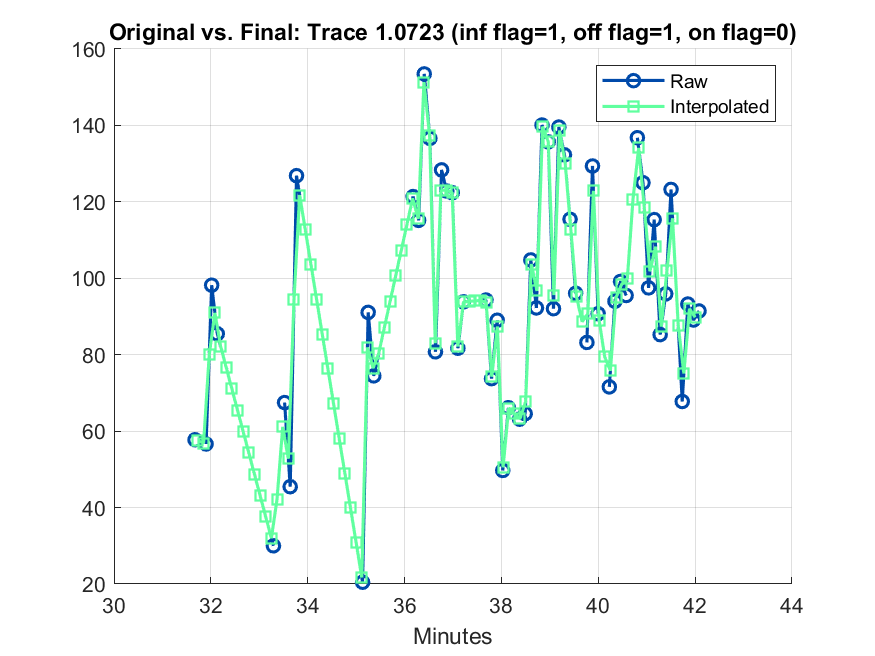 Original vs. Final: Trace 1.0723 (inf flag=1, off flag=1, on flag=0)
160
140
120
100
80
60
40
20
Raw
Interpolated
30 32 34 36 38 40 42 44
Minutes